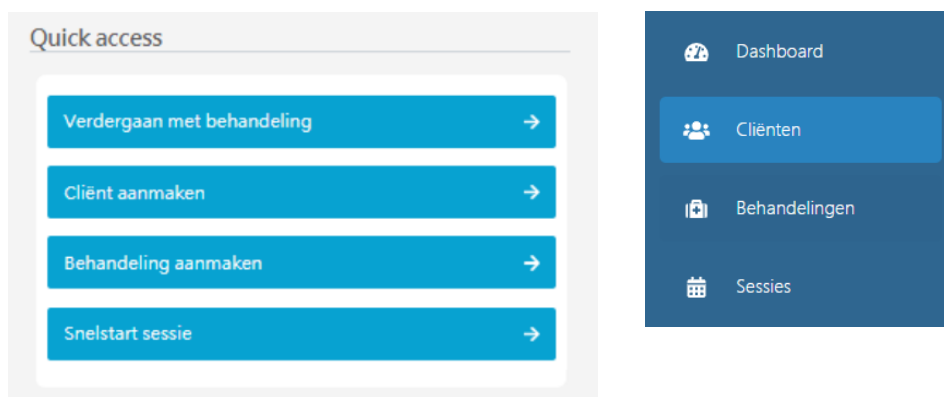 Quick access
Verdergaan met behandeling
Cliënt aanmaken
Behandeling aanmaken
Snelstart sessie
Dashboard
Cliënten
Behandelingen
Sessies